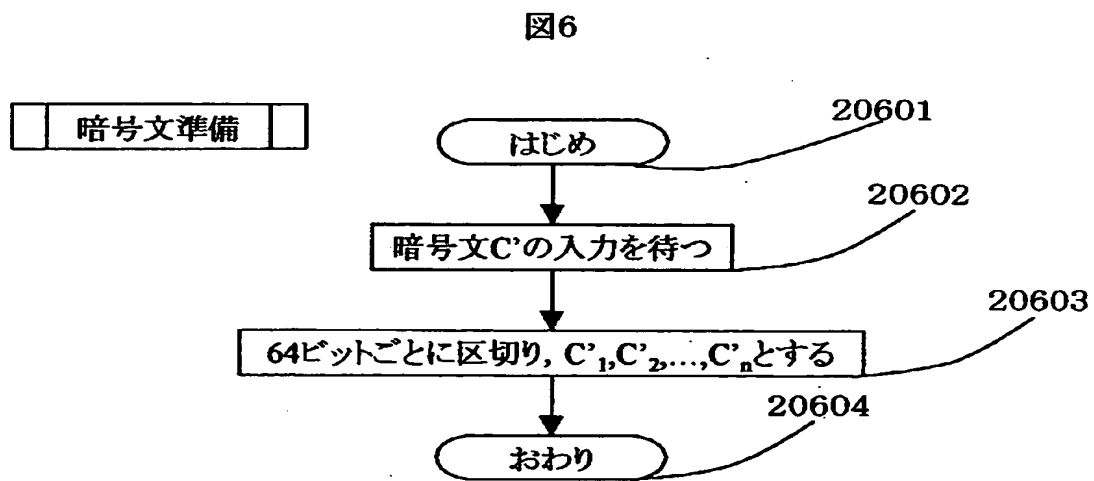 図6
暗号文準備
はじめ
20601
暗号文C'の入力を待つ
20602
64ビットごとに区切り, C'₁,C'₂,...,C'ₙとする
20603
おわり
20604